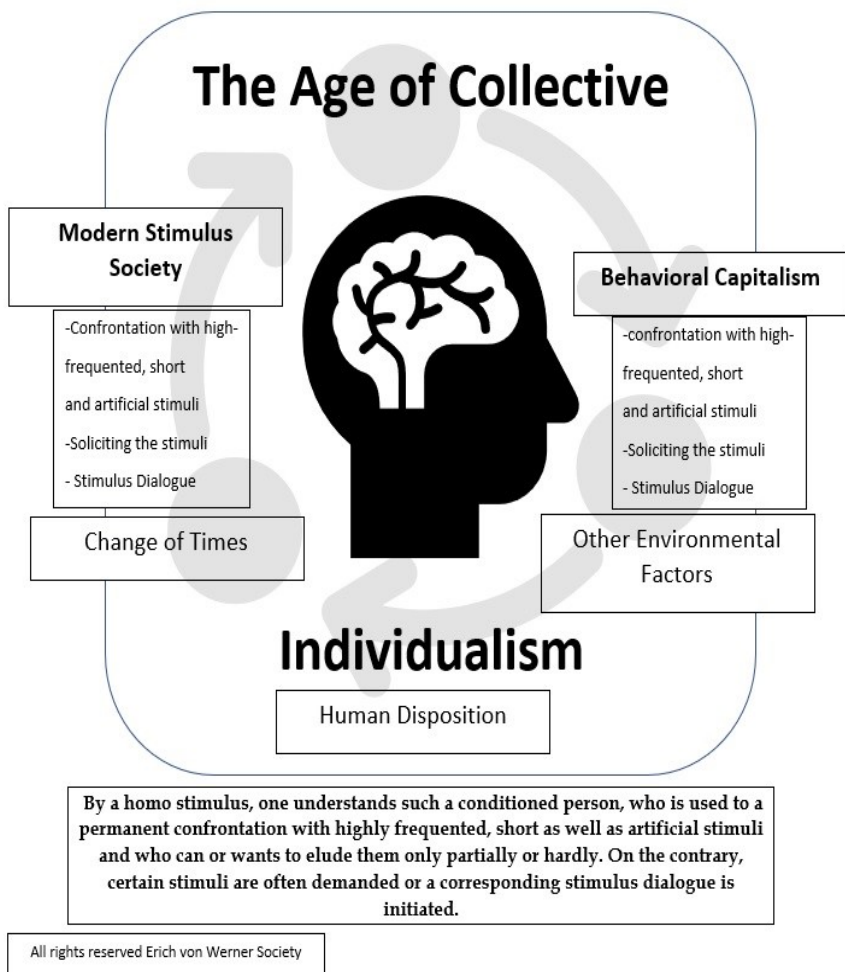 The Age of Collective
Modern Stimulus
Society
-Confrontation with high-
frequented, short
and artificial stimuli
-Soliciting the stimuli
- Stimulus Dialogue
Change of Times
Behavioral Capitalism
-confrontation with high-
frequented, short
and artificial stimuli
-Soliciting the stimuli
- Stimulus Dialogue
Other Environmental
Factors
Individualism
Human Disposition
By a homo stimulus, one understands such a conditioned person, who is used to a
permanent confrontation with highly frequented, short as well as artificial stimuli
and who can or wants to elude them only partially or hardly. On the contrary,
certain stimuli are often demanded or a corresponding stimulus dialogue is
initiated.
All rights reserved Erich von Werner Society